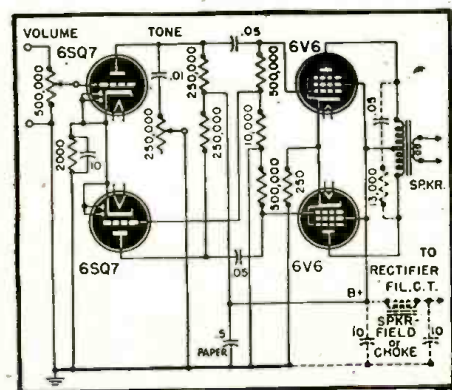 VOLUME
6SQ7
TONE
.05
6V6
500,000
.01
250,000
250,000
250,000
500,000
10,000
500,000
250
.05
13,000
2000
10
SPKR.
6SQ7
.05
6V6
TO
RECTIFIER
FIL. C.T.
B+
SPKR-
FIELD
OR
CHOKE
.5
PAPER
10
10